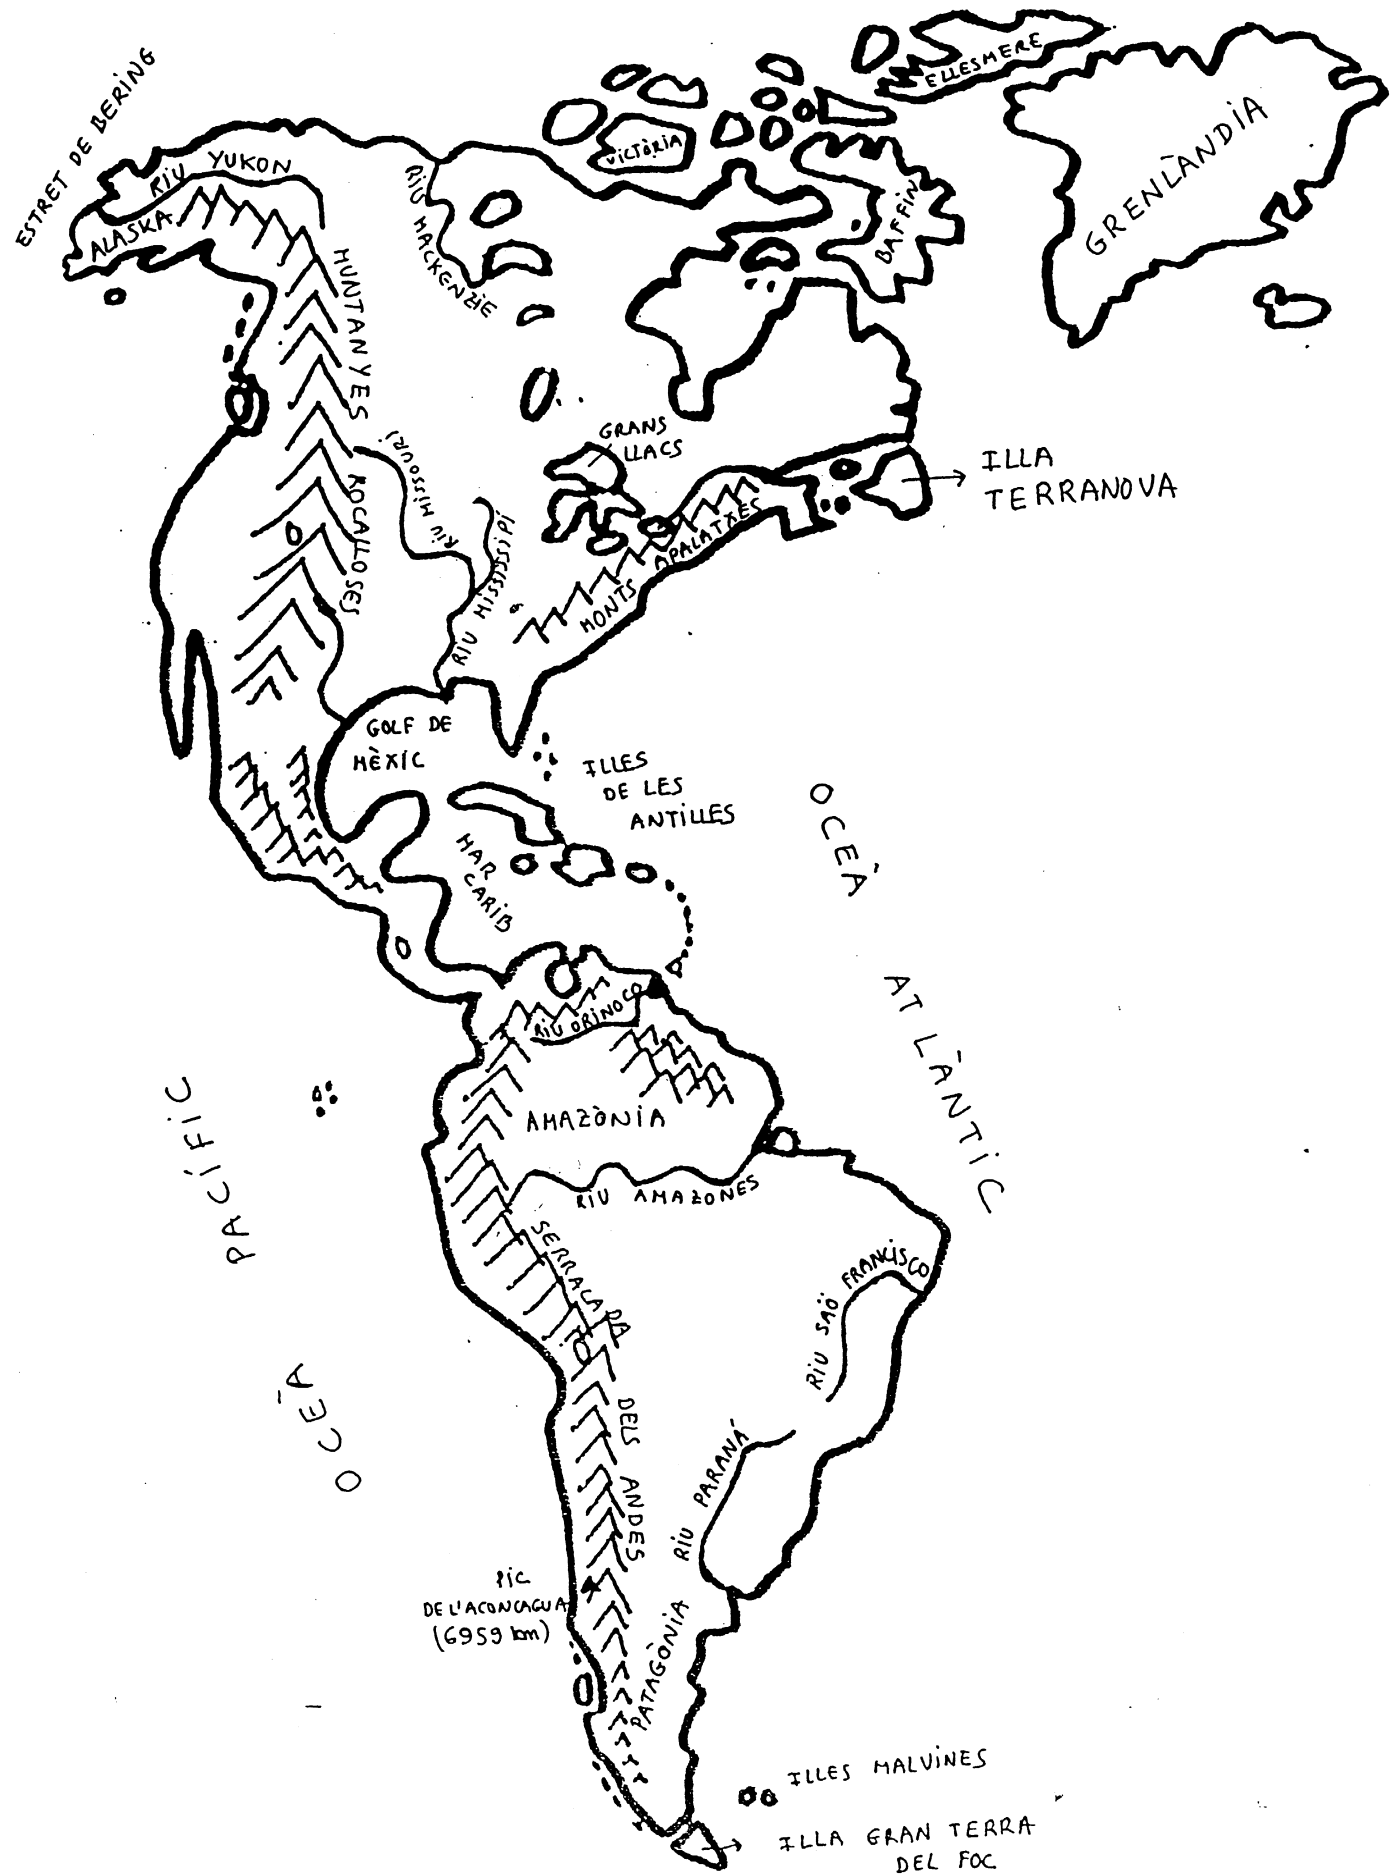 ESTRET DE BERING
ELLESMERE
GRENLÀNDIA
VICTÒRIA
BAFFIN
RIU YUKON
ALASKA
RIU MACKENZIE
MUNTANYES
ROCALLOSES
GRANS
LLACS
RIU MISSOURI
RIU MISSISSIPÍ
MONTS APALATXES
ILLA
TERRANOVA
GOLF DE
MÈXIC
ILLES
DE LES
ANTILLES
MAR
CARIB
OCEÀ
ATLÀNTIC
RIU ORINOCO
AMAZÒNIA
RIU AMAZONES
OCEÀ PACÍFIC
SERRALADA
DELS ANDES
RIU SAÖ FRANCISCO
RIU PARANÁ
PIC
DE L'ACONCAGUA
(6959 km)
PATAGÒNIA
ILLES MALVINES
ILLA GRAN TERRA
DEL FOC